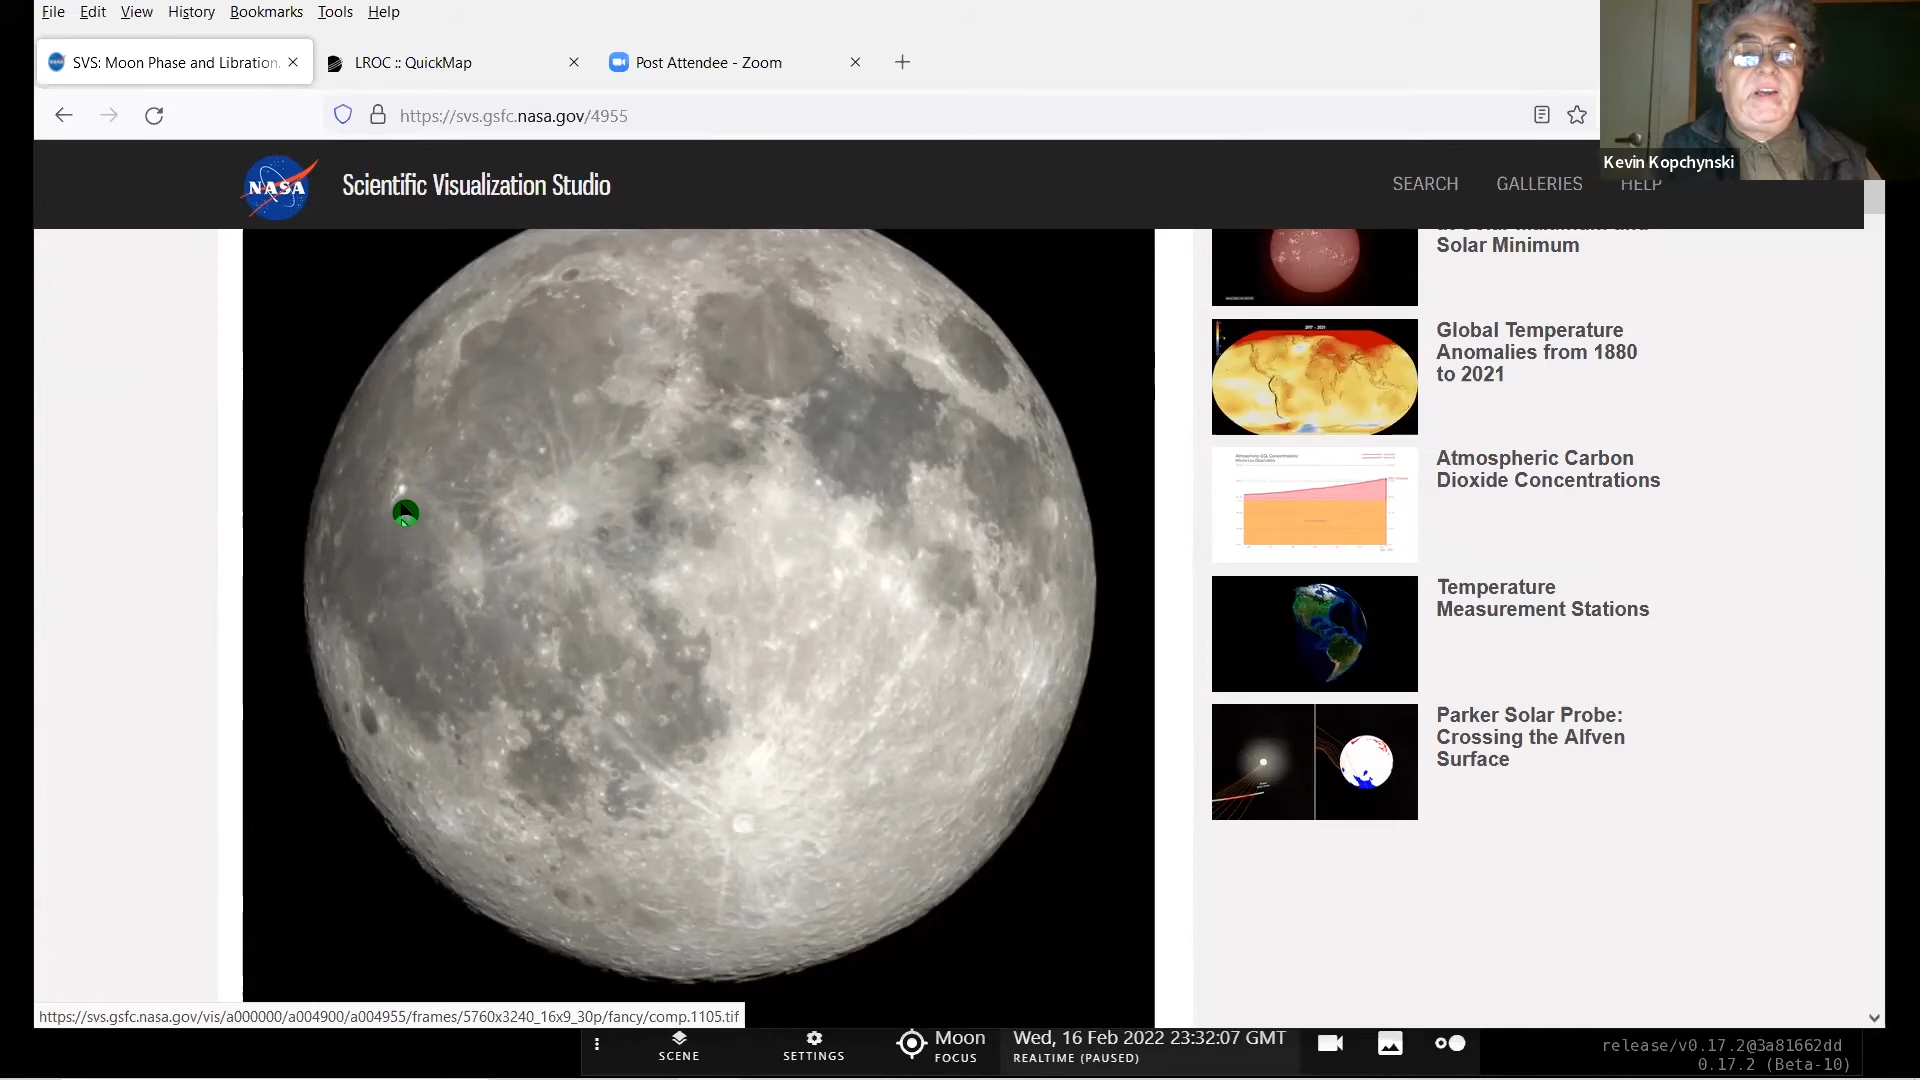 File Edit View History Bookmarks Tools Help
SVS: Moon Phase and Libration,
LROC :: QuickMap
Post Attendee - Zoom
https://svs.gsfc.nasa.gov/4955
Kevin Kopchynski
NASA
Scientific Visualization Studio
SEARCH GALLERIES HELP
Solar Minimum
Global Temperature
Anomalies from 1880
to 2021
Atmospheric Carbon
Dioxide Concentrations
Temperature
Measurement Stations
Parker Solar Probe:
Crossing the Alfven
Surface
https://svs.gsfc.nasa.gov/vis/a000000/a004900/a004955/frames/5760x3240_16x9_30p/fancy/comp.1105.tif
SCENE
SETTINGS
Moon
FOCUS
Wed, 16 Feb 2022 23:32:07 GMT
REALTIME (PAUSED)
release/v0.17.2@3a81662dd
0.17.2 (Beta-10)